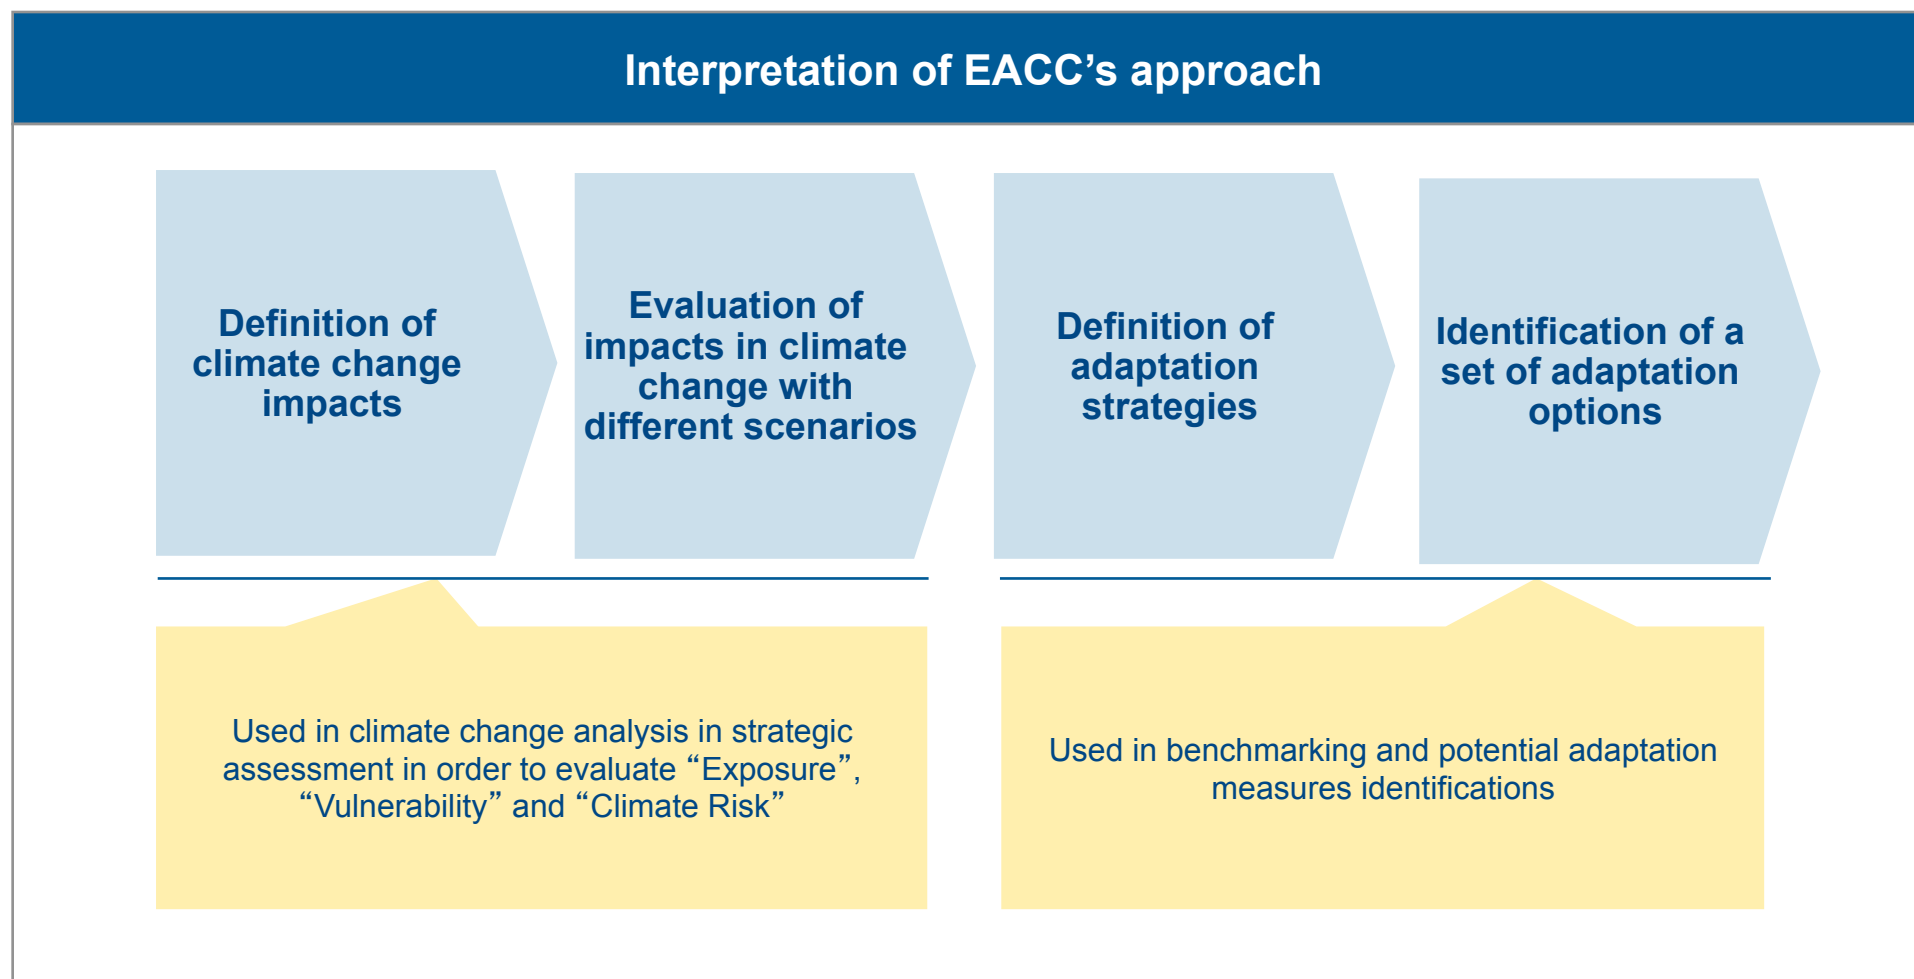 Interpretation of EACC’s approach
Definition of
climate change
impacts
Evaluation of
impacts in climate
change with
different scenarios
Definition of
adaptation
strategies
Identification of a
set of adaptation
options
Used in climate change analysis in strategic
assessment in order to evaluate “Exposure”,
“Vulnerability” and “Climate Risk”
Used in benchmarking and potential adaptation
measures identifications